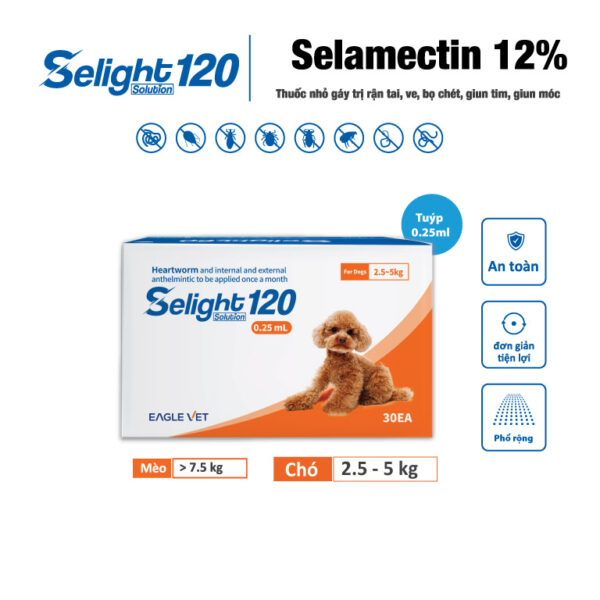 Selight 120
Solution
Selamectin 12%
Thuốc nhỏ gáy trị rận tai, ve, bọ chét, giun tim, giun móc
Tuýp
0.25ml
Heartworm and internal and external
anthelmintic to be applied once a month
For Dogs 2.5~5kg
Selight 120
Solution
0.25 mL
EAGLE VET
30EA
An toàn
đơn giản
tiện lợi
Phổ rộng
Mèo > 7.5 kg
Chó 2.5 - 5 kg